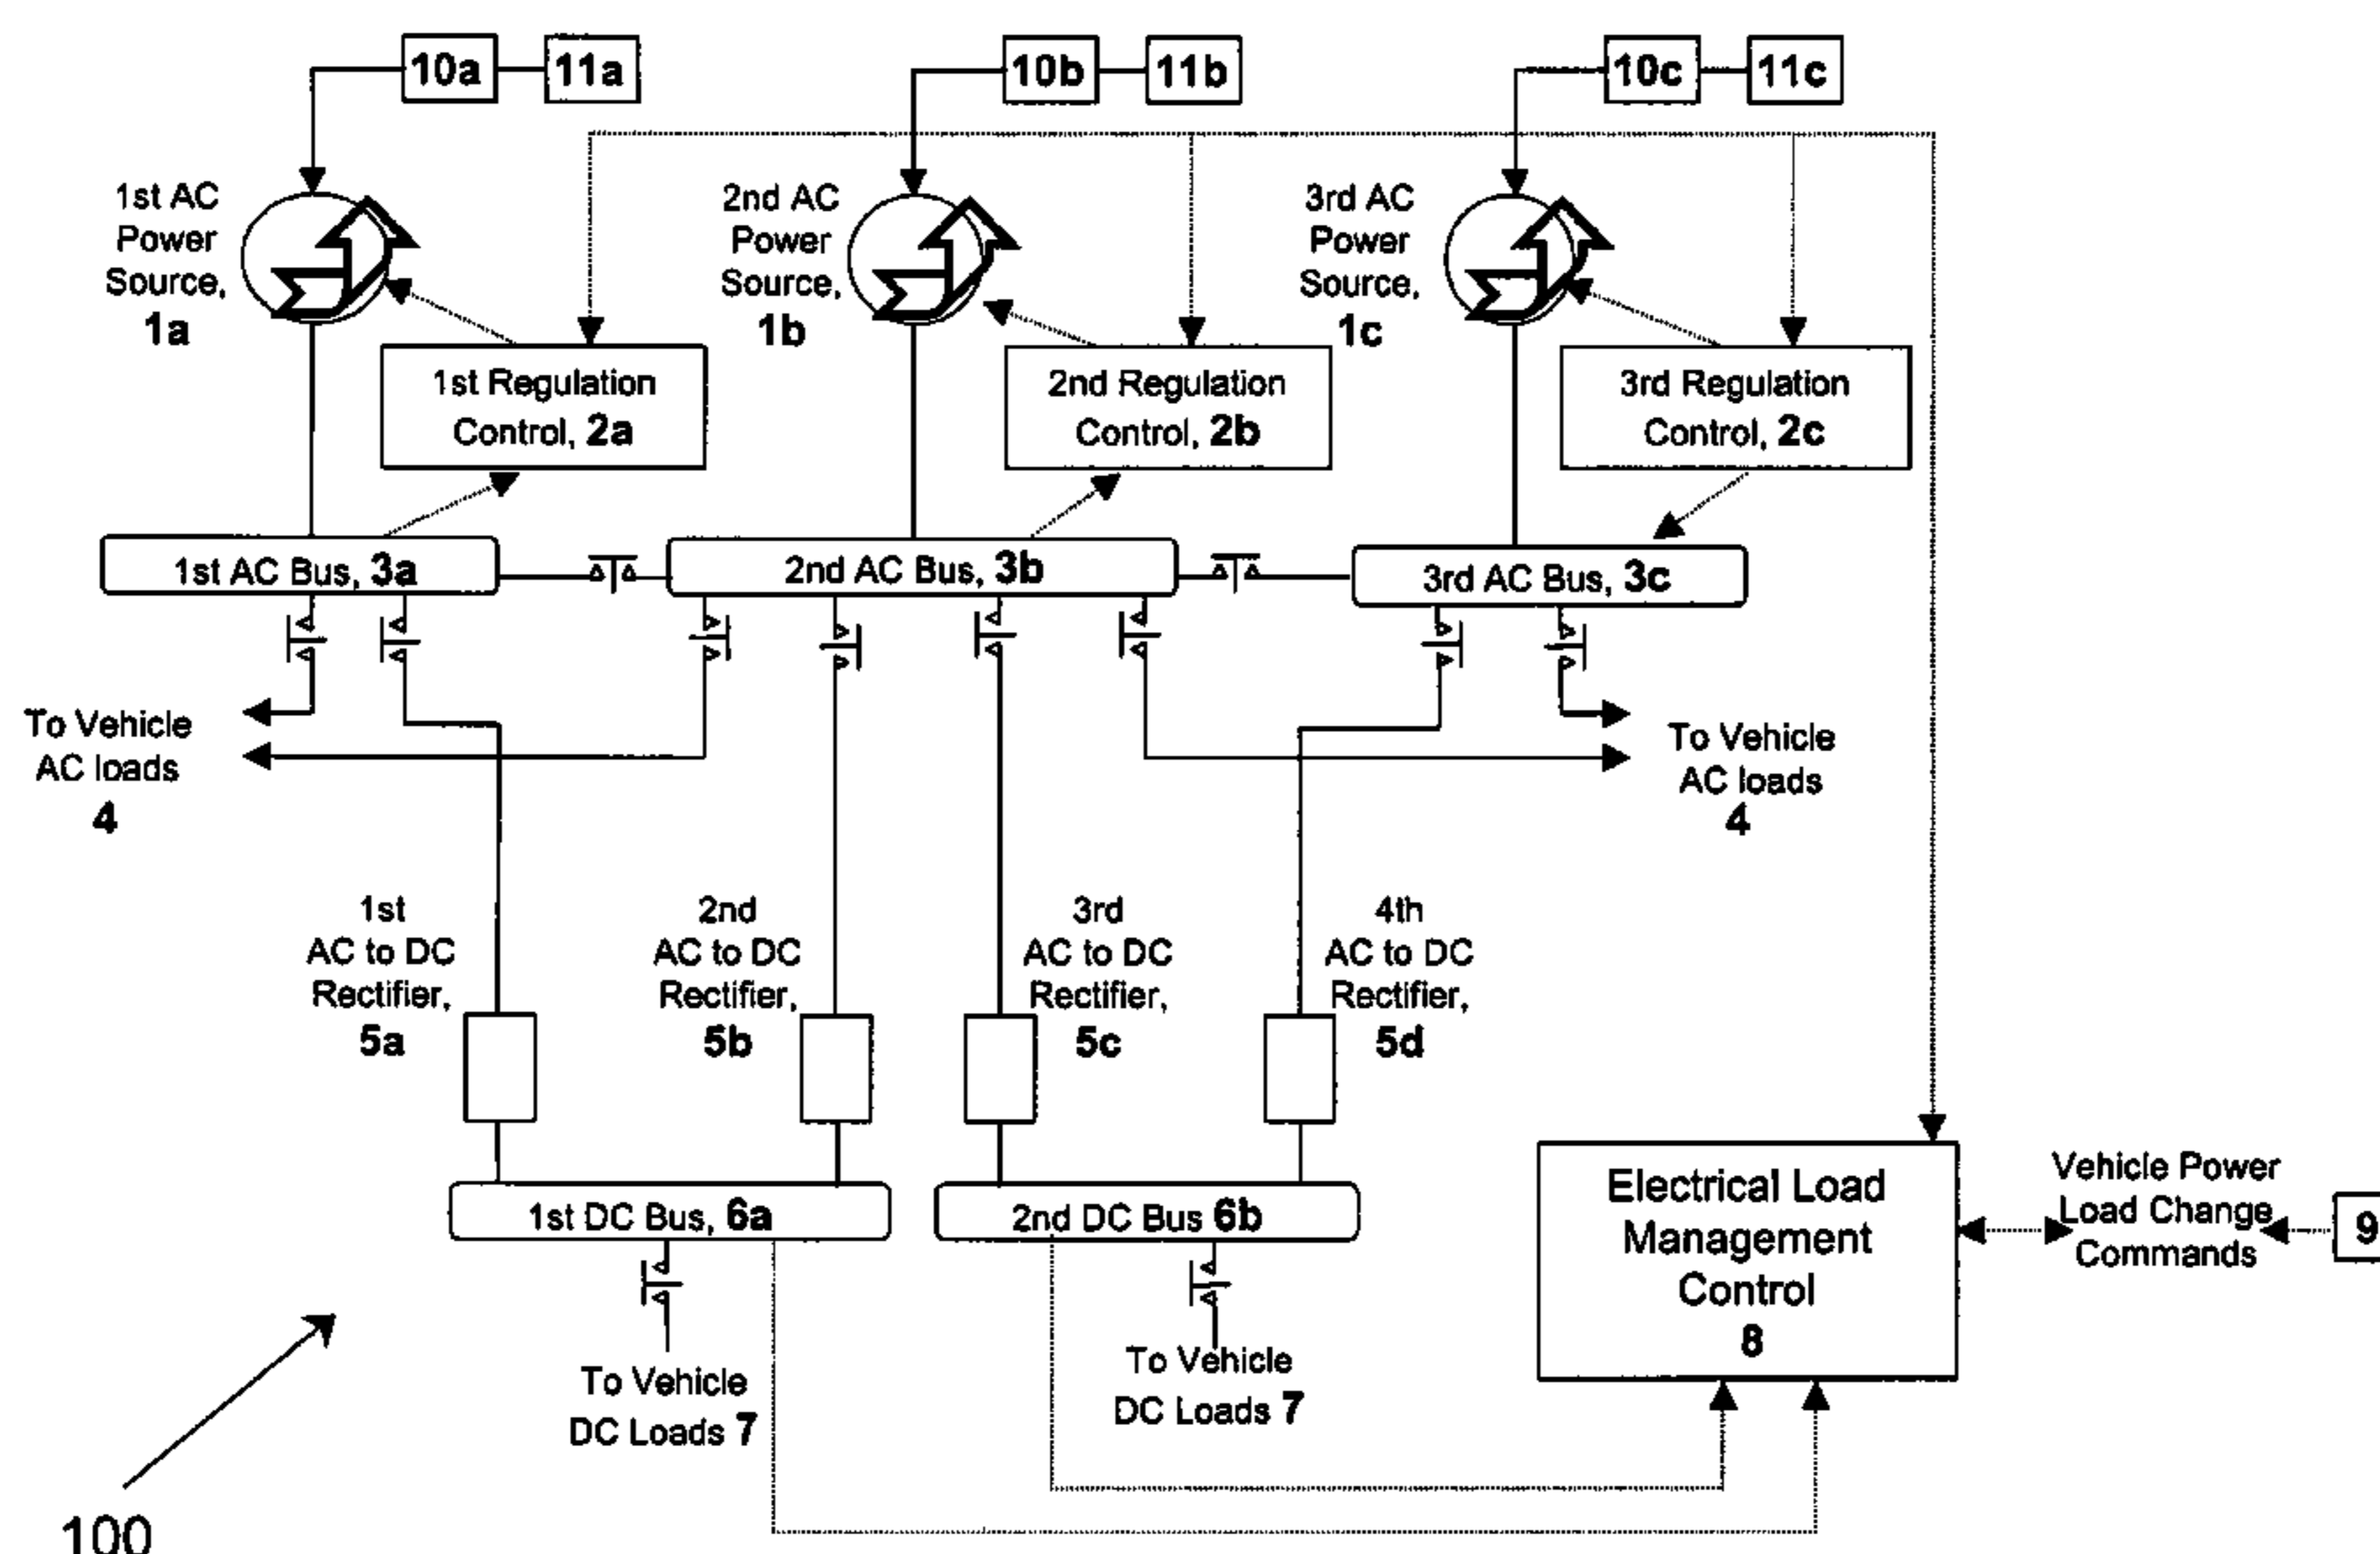 10a
11a
10b
11b
10c
11c
1st AC
Power
Source,
1a
2nd AC
Power
Source,
1b
3rd AC
Power
Source,
1c
1st Regulation
Control, 2a
2nd Regulation
Control, 2b
3rd Regulation
Control, 2c
1st AC Bus, 3a
2nd AC Bus, 3b
3rd AC Bus, 3c
To Vehicle
AC loads
4
To Vehicle
AC loads
4
1st
AC to DC
Rectifier,
5a
2nd
AC to DC
Rectifier,
5b
3rd
AC to DC
Rectifier,
5c
4th
AC to DC
Rectifier,
5d
1st DC Bus, 6a
2nd DC Bus 6b
Electrical Load
Management
Control
8
Vehicle Power
Load Change
Commands
9
To Vehicle
DC Loads 7
To Vehicle
DC Loads 7
100